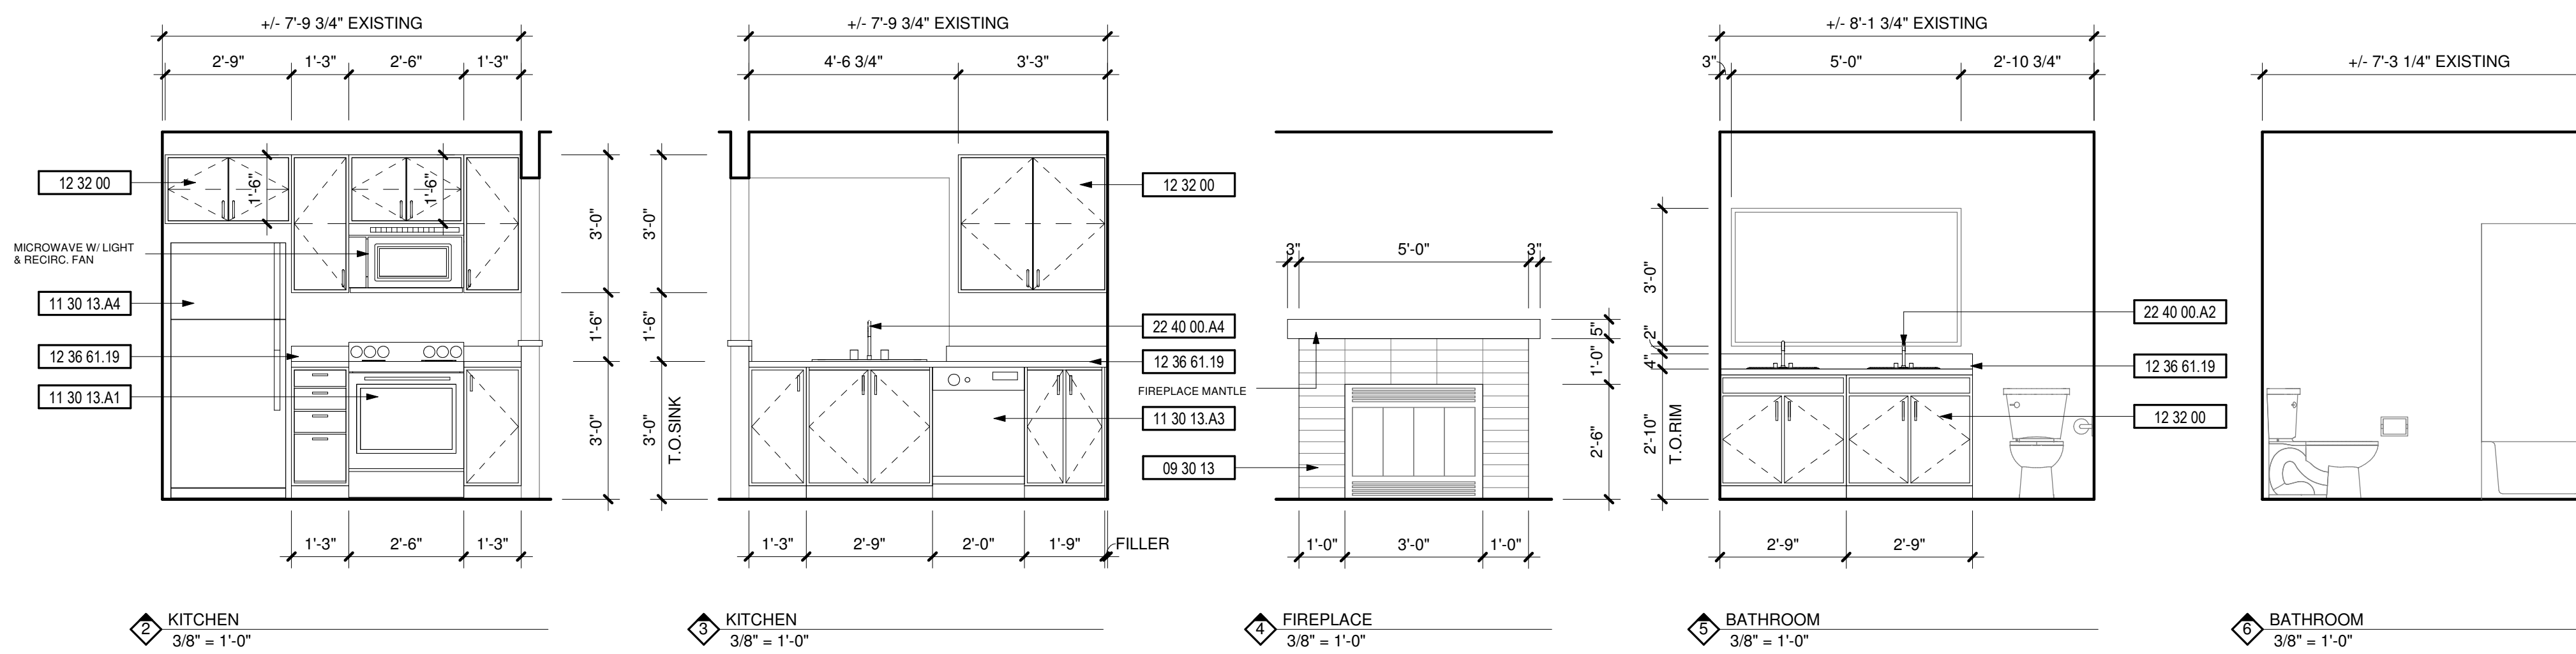 +/- 7'-9 3/4" EXISTING
2'-9" 1'-3" 2'-6" 1'-3"
12 32 00
1'-6"
1'-6"
MICROWAVE W/ LIGHT
& RECIRC. FAN
11 30 13.A4
12 36 61.19
11 30 13.A1
3'-0"
1'-6"
3'-0"
1'-3" 2'-6" 1'-3"
2 KITCHEN
3/8" = 1'-0"
+/- 7'-9 3/4" EXISTING
4'-6 3/4" 3'-3"
3'-0"
1'-6"
3'-0"
T.O.SINK
12 32 00
22 40 00.A4
12 36 61.19
11 30 13.A3
1'-3" 2'-9" 2'-0" 1'-9" FILLER
3 KITCHEN
3/8" = 1'-0"
3" 5'-0" 3"
FIREPLACE MANTLE
09 30 13
5"
1'-0"
2'-6"
1'-0" 3'-0" 1'-0"
4 FIREPLACE
3/8" = 1'-0"
+/- 8'-1 3/4" EXISTING
3" 5'-0" 2'-10 3/4"
3'-0"
2"
4"
2'-10"
T.O.RIM
22 40 00.A2
12 36 61.19
12 32 00
2'-9" 2'-9"
5 BATHROOM
3/8" = 1'-0"
+/- 7'-3 1/4" EXISTING
6 BATHROOM
3/8" = 1'-0"